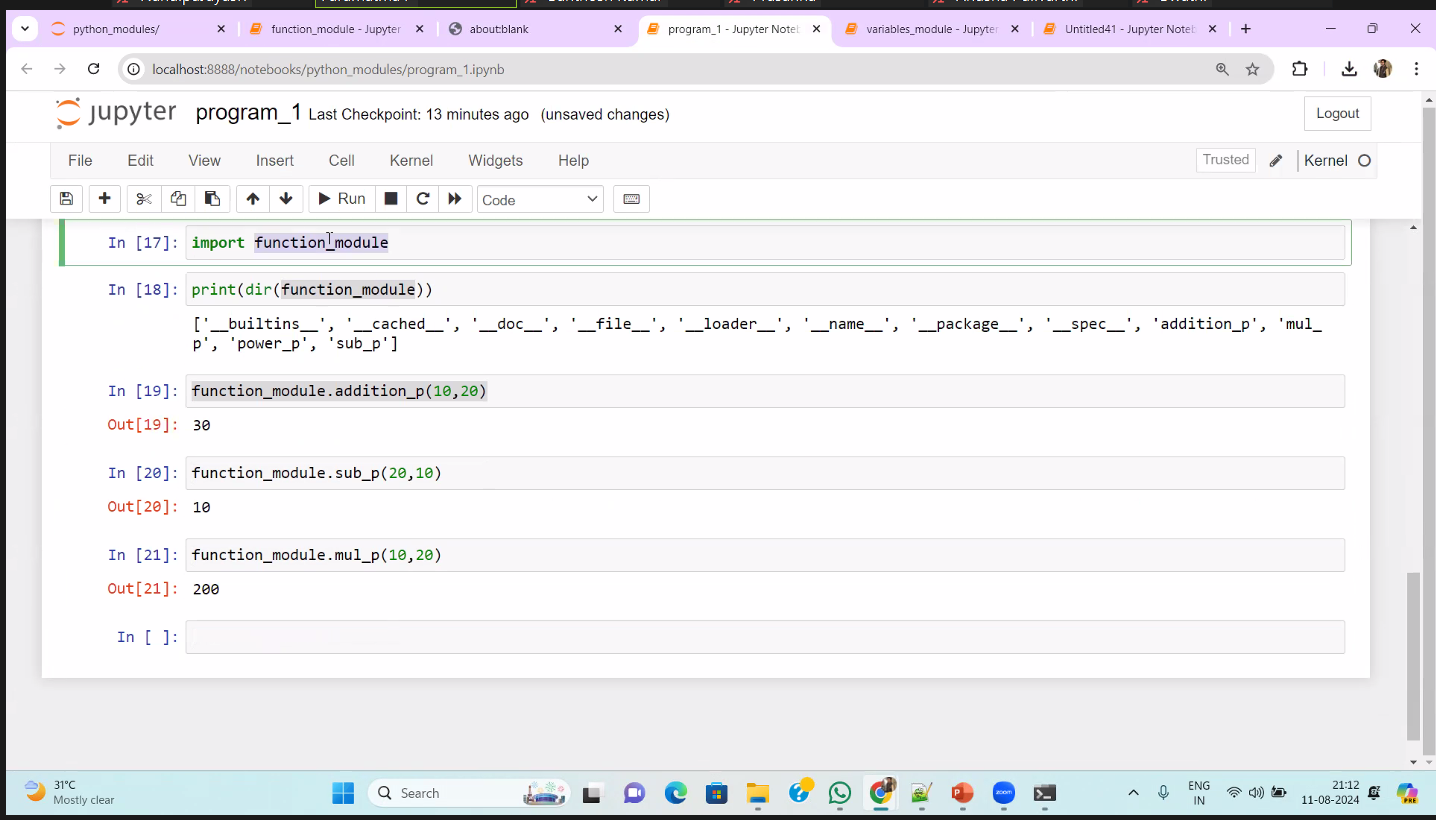 python_modules/
function_module - Jupyter
about:blank
program_1 - Jupyter Noteb
variables_module - Jupyter
Untitled41 - Jupyter Noteb
localhost:8888/notebooks/python_modules/program_1.ipynb
jupyter program_1 Last Checkpoint: 13 minutes ago (unsaved changes)
Logout
File Edit View Insert Cell Kernel Widgets Help
Trusted
Kernel
Run
Code
In [17]: import function_module
In [18]: print(dir(function_module))
['__builtins__', '__cached__', '__doc__', '__file__', '__loader__', '__name__', '__package__', '__spec__', 'addition_p', 'mul_
p', 'power_p', 'sub_p']
In [19]: function_module.addition_p(10,20)
Out[19]: 30
In [20]: function_module.sub_p(20,10)
Out[20]: 10
In [21]: function_module.mul_p(10,20)
Out[21]: 200
In [ ]:
31°C
Mostly clear
Search
zoom
ENG
IN
21:12
11-08-2024
PRE